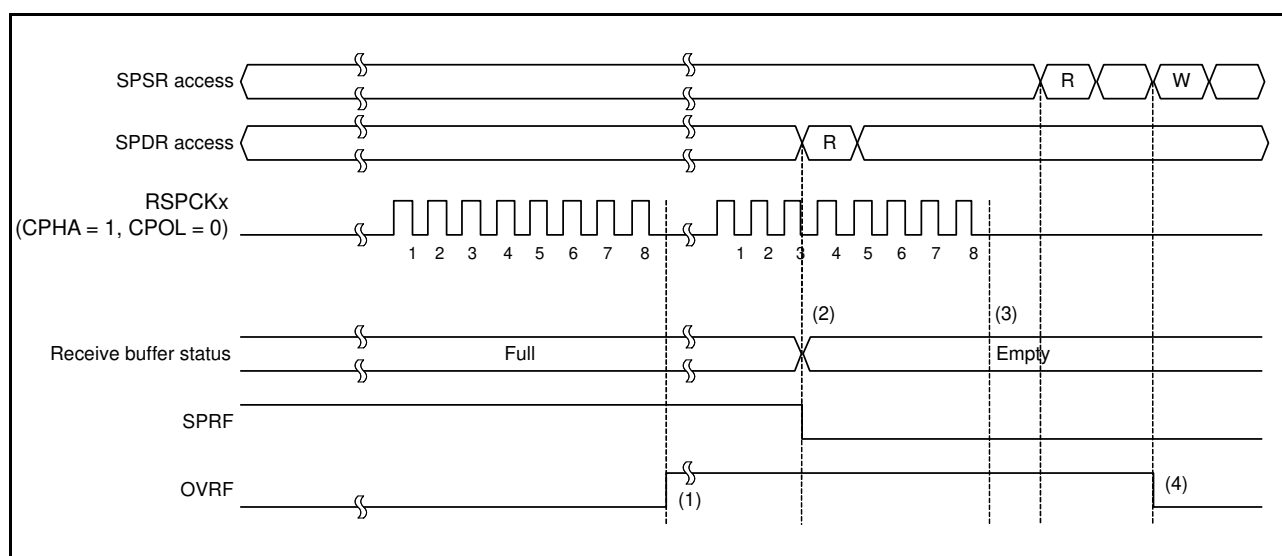 SPSR access
R
W
SPDR access
R
RSPCKx
(CPHA = 1, CPOL = 0)
1 2 3 4 5 6 7 8
1 2 3 4 5 6 7 8
(2)
(3)
Receive buffer status
Full
Empty
SPRF
OVRF
(1)
(4)